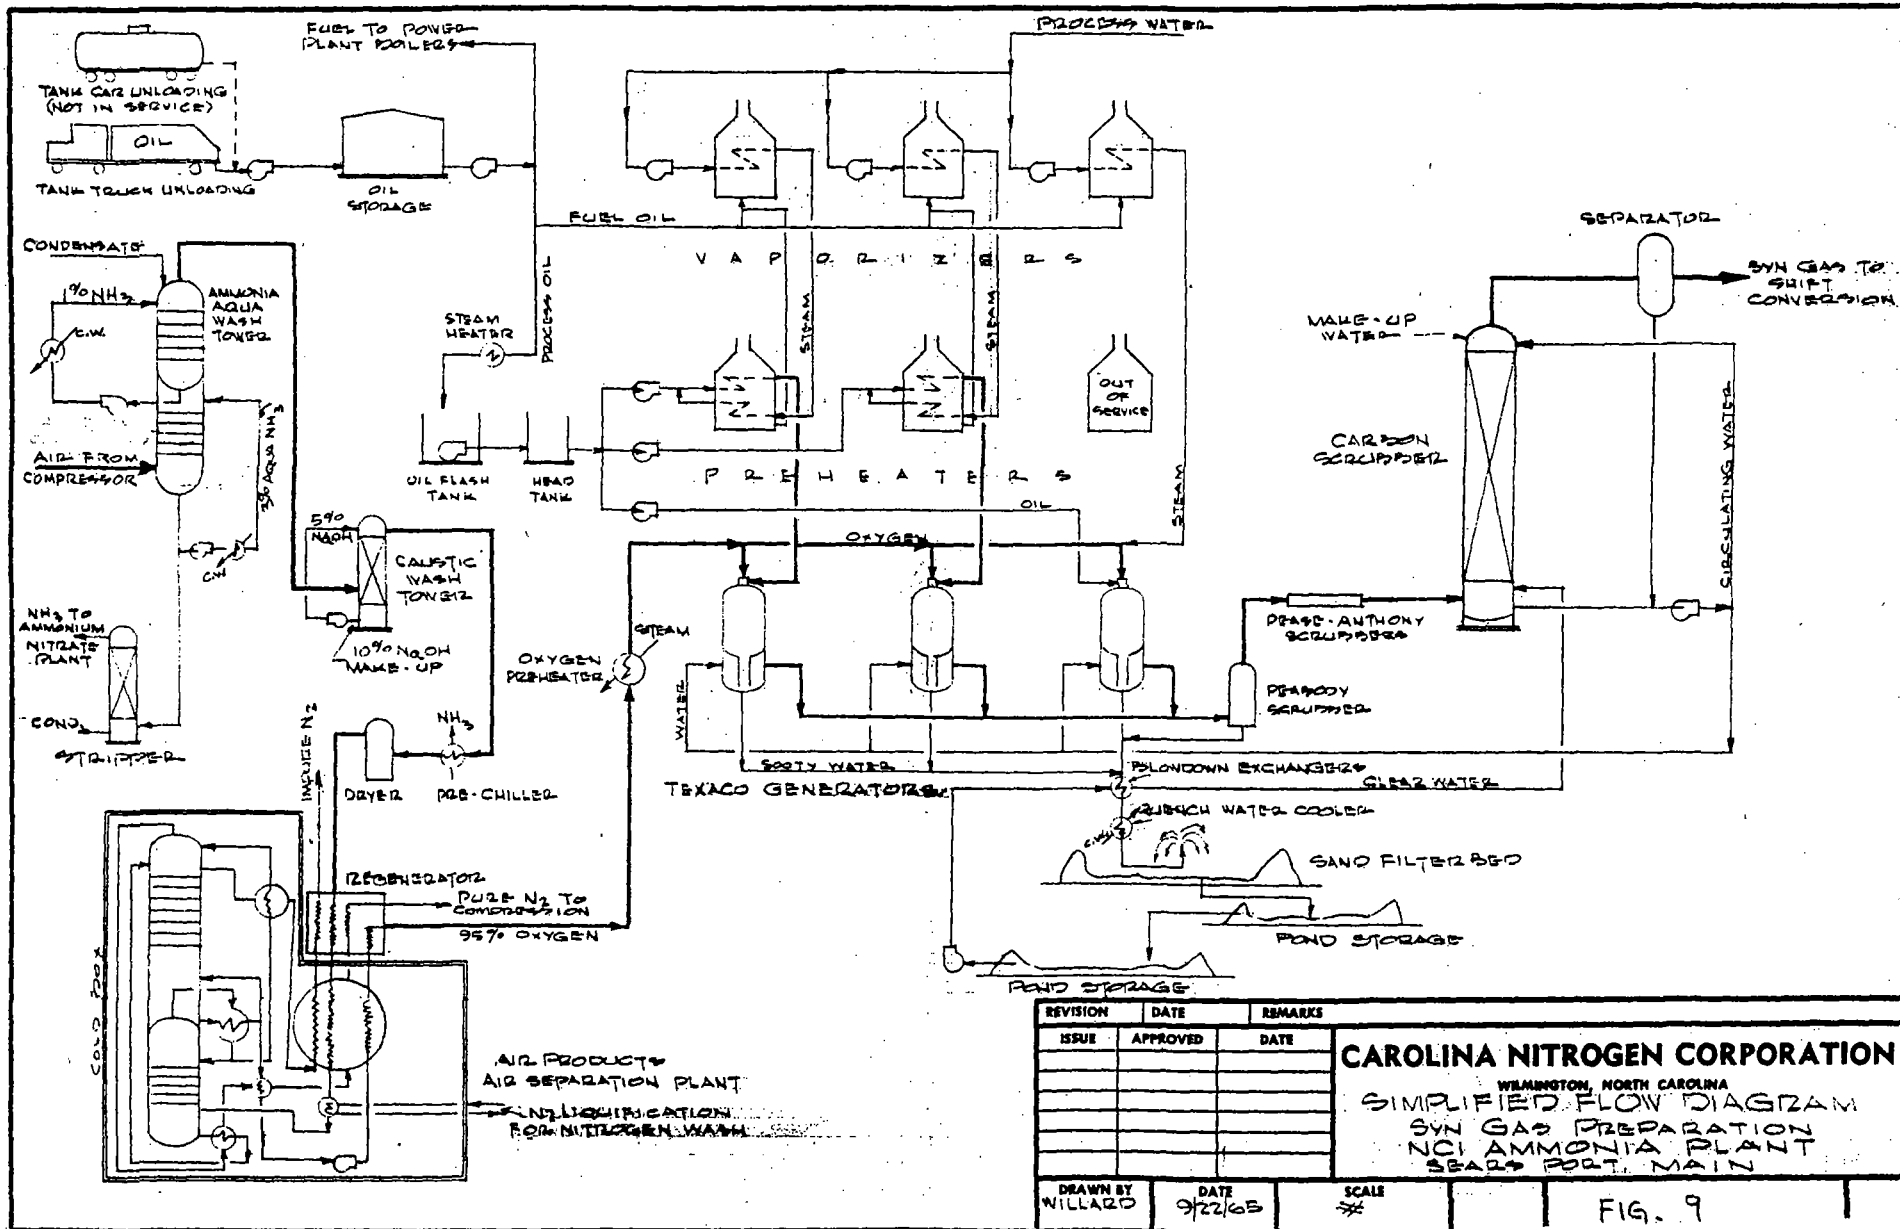 FUEL TO POWER
PLANT BOILERS
PROCESS WATER
TANK CAR UNLOADING
(NOT IN SERVICE)
OIL
TANK TRUCK UNLOADING
OIL
STORAGE
FUEL OIL
VAPORIZERS
SEPARATOR
SYN GAS TO
SHIFT
CONVERSION
CONDENSATE
1% NH3
AMMONIA
AQUA
WASH
TOWER
C.W.
STEAM
HEATER
PROCESS OIL
STEAM
STEAM
MAKE-UP
WATER
OUT
OF
SERVICE
CARBON
SCRUBBER
CIRCULATING WATER
AIR FROM
COMPRESSOR
3% AQUA NH3
OIL FLASH
TANK
HEAD
TANK
PREHEATERS
OIL
STEAM
5%
NAOH
OXYGEN
CAUSTIC
WASH
TOWER
C.W
NH3 TO
AMMONIUM
NITRATE
PLANT
10% NaOH
MAKE-UP
STEAM
OXYGEN
PREHEATER
PEASE-ANTHONY
SCRUBBERS
WATER
PEABODY
SCRUBBER
COND.
STRIPPER
IMPURE N2
NH3
DRYER
PRE-CHILLER
SOOTY WATER
TEXACO GENERATORS
BLOWDOWN EXCHANGERS
CLEAR WATER
QUENCH WATER COOLER
C.W.
SAND FILTER BED
REGENERATOR
PURE N2 TO
COMPRESSION
95% OXYGEN
POND STORAGE
POND STORAGE
COLD BOX
AIR PRODUCTS
AIR SEPARATION PLANT
N2 LIQUIFICATION
FOR NITROGEN WASH
REVISION DATE REMARKS
ISSUE APPROVED DATE
CAROLINA NITROGEN CORPORATION
WILMINGTON, NORTH CAROLINA
SIMPLIFIED FLOW DIAGRAM
SYN GAS PREPARATION
NCI AMMONIA PLANT
SEARS PORT, MAIN
DRAWN BY
WILLARD
DATE
9/22/65
SCALE
FIG. 9